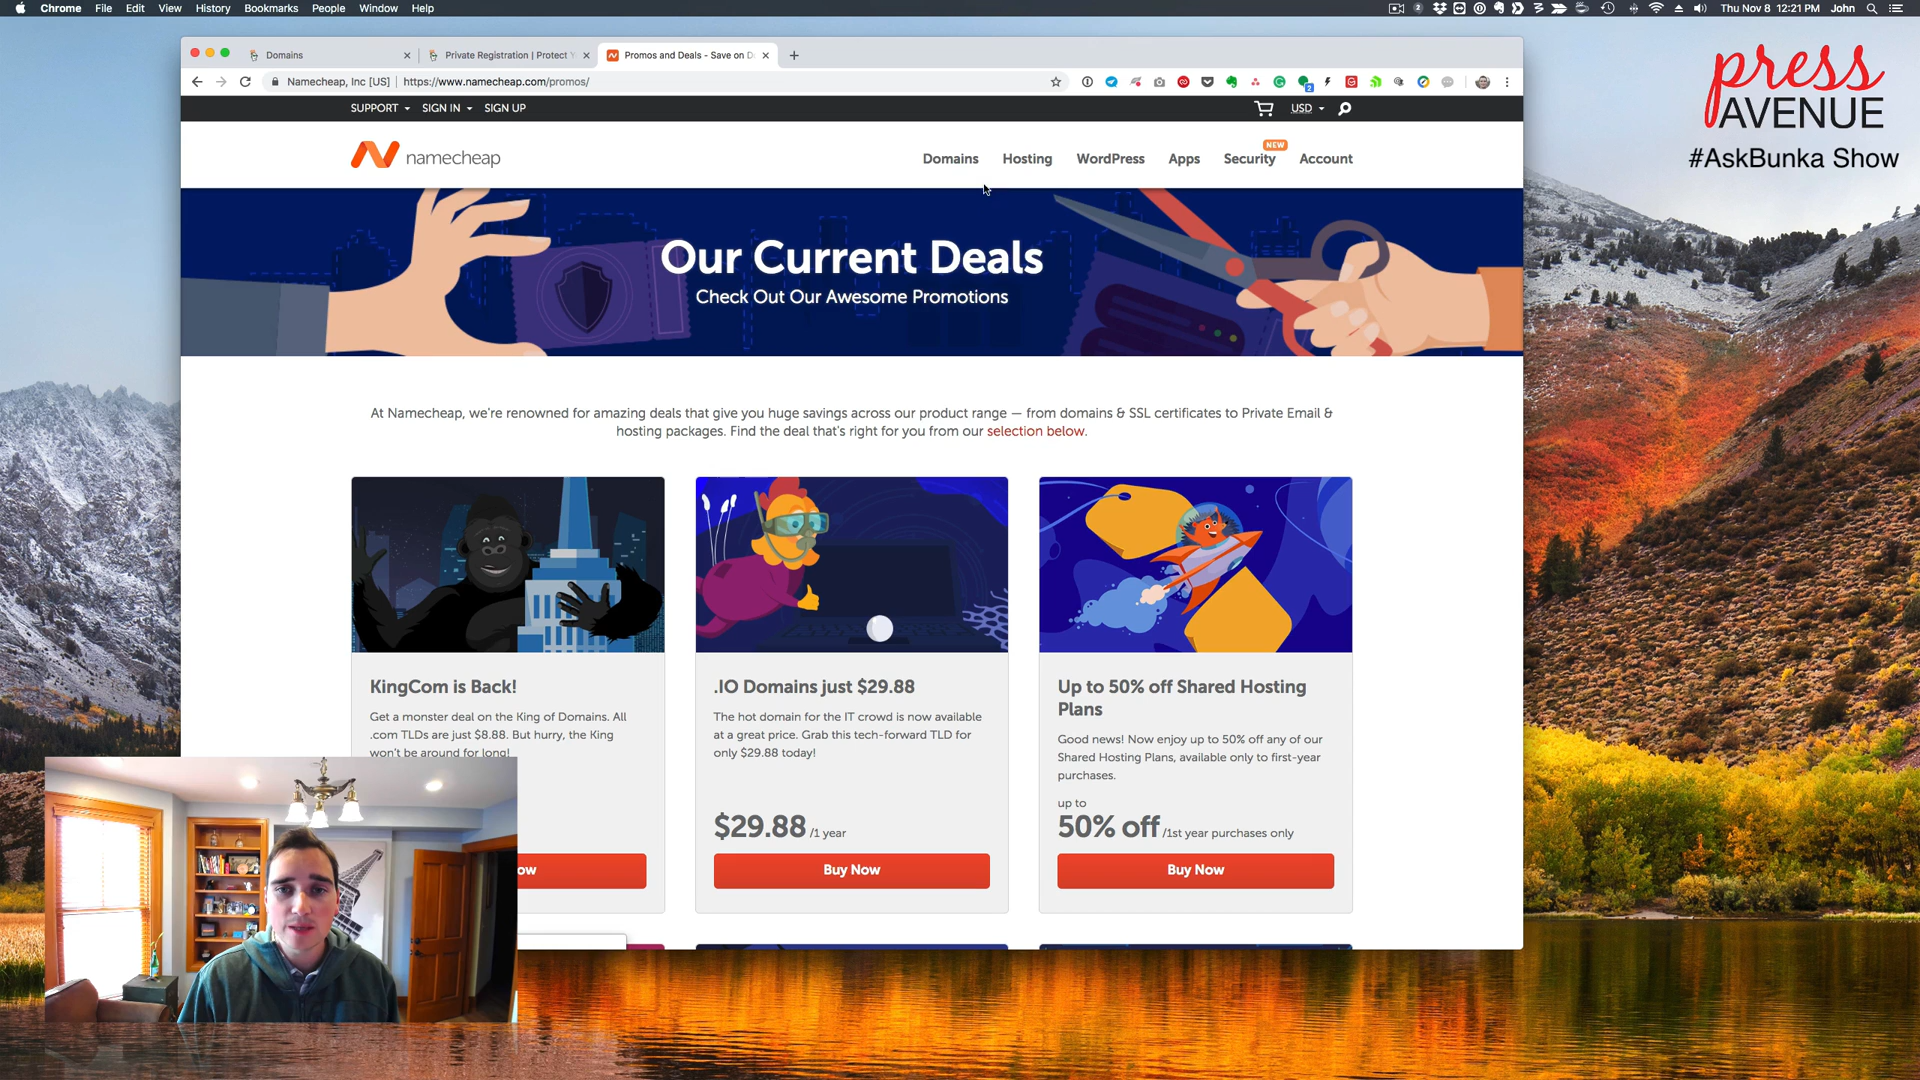 Chrome File Edit View History Bookmarks People Window Help
Thu Nov 8 12:21 PM John
Domains
Private Registration | Protect Y
Promos and Deals - Save on D
Namecheap, Inc [US] | https://www.namecheap.com/promos/
SUPPORT SIGN IN SIGN UP
USD
namecheap
Domains Hosting WordPress Apps Security Account
NEW
press
AVENUE
#AskBunka Show
Our Current Deals
Check Out Our Awesome Promotions
At Namecheap, we're renowned for amazing deals that give you huge savings across our product range — from domains & SSL certificates to Private Email &
hosting packages. Find the deal that's right for you from our selection below.
KingCom is Back!
Get a monster deal on the King of Domains. All
.com TLDs are just $8.88. But hurry, the King
won't be around for long!
ow
.IO Domains just $29.88
The hot domain for the IT crowd is now available
at a great price. Grab this tech-forward TLD for
only $29.88 today!
$29.88 /1 year
Buy Now
Up to 50% off Shared Hosting
Plans
Good news! Now enjoy up to 50% off any of our
Shared Hosting Plans, available only to first-year
purchases.
up to
50% off /1st year purchases only
Buy Now